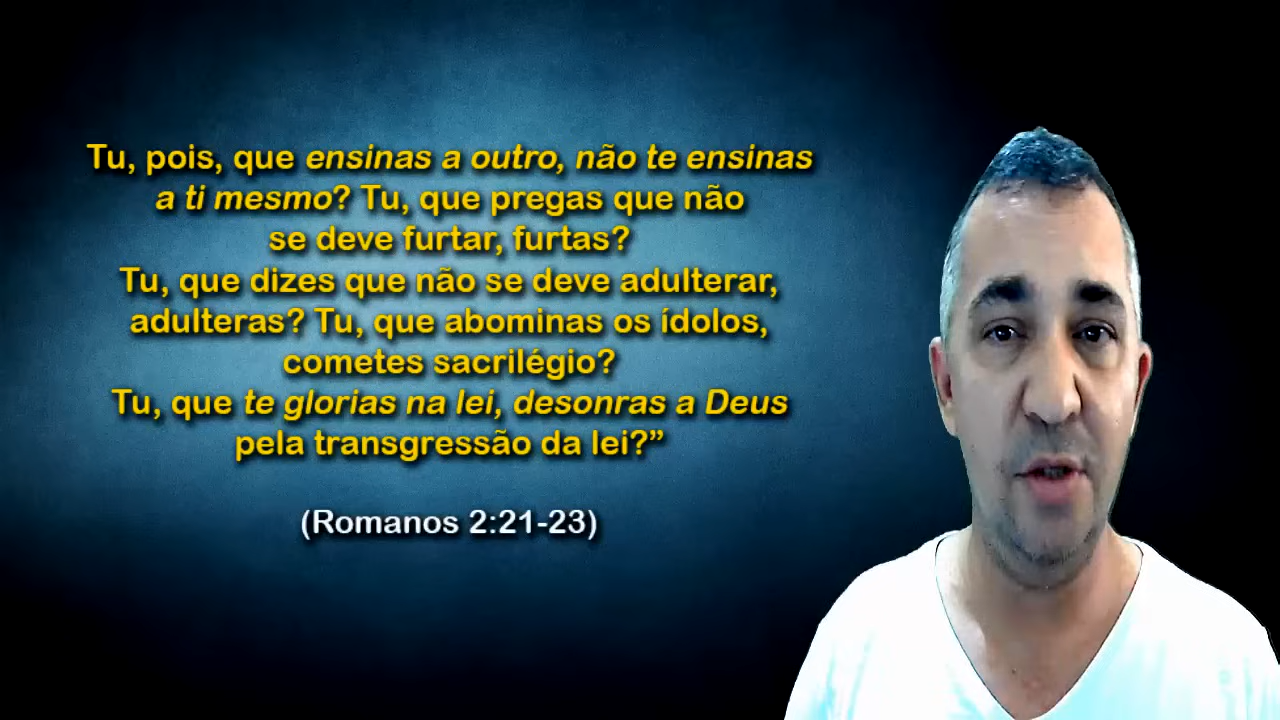 Tu, pois, que ensinas a outro, não te ensinas
a ti mesmo? Tu, que pregas que não
se deve furtar, furtas?
Tu, que dizes que não se deve adulterar,
adulteras? Tu, que abominas os ídolos,
cometes sacrilégio?
Tu, que te glorias na lei, desonras a Deus
pela transgressão da lei?”
(Romanos 2:21-23)